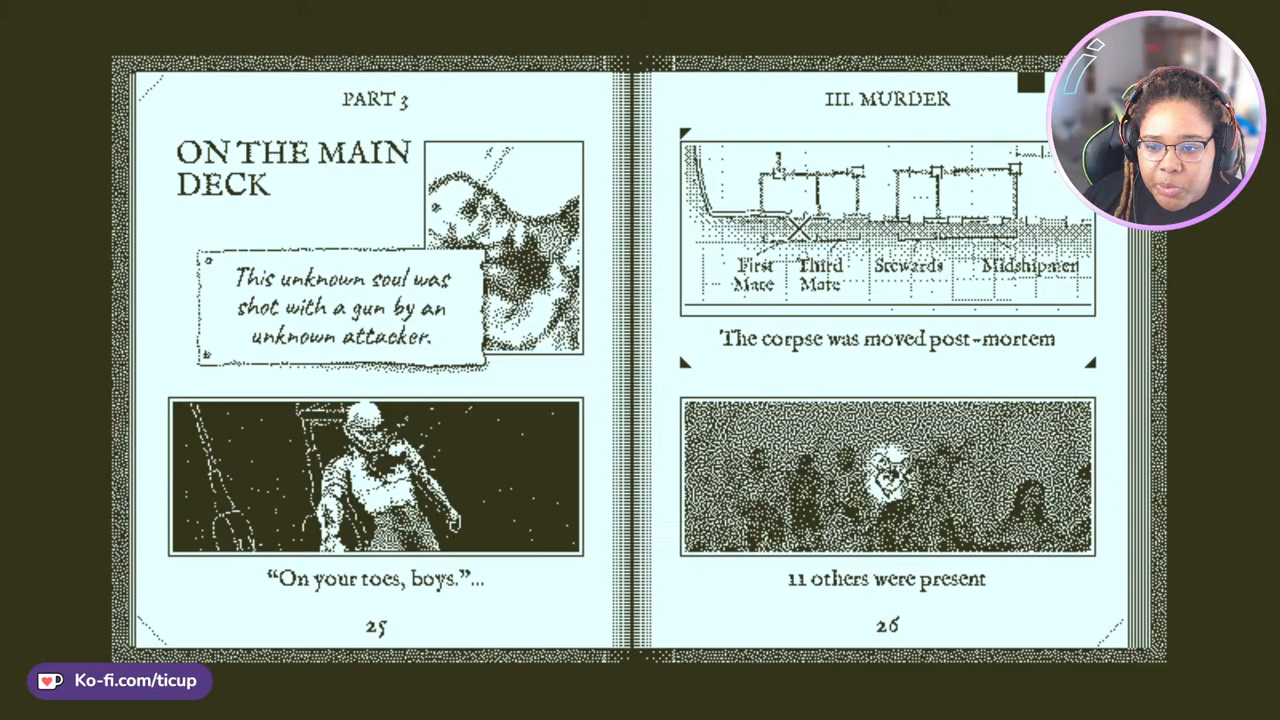 PART 3
ON THE MAIN
DECK
This unknown soul was
shot with a gun by an
unknown attacker.
"On your toes, boys."...
25
III. MURDER
First
Mate
Third
Mate
Stewards
Midshipmen
The corpse was moved post-mortem
11 others were present
26
Ko-fi.com/ticup